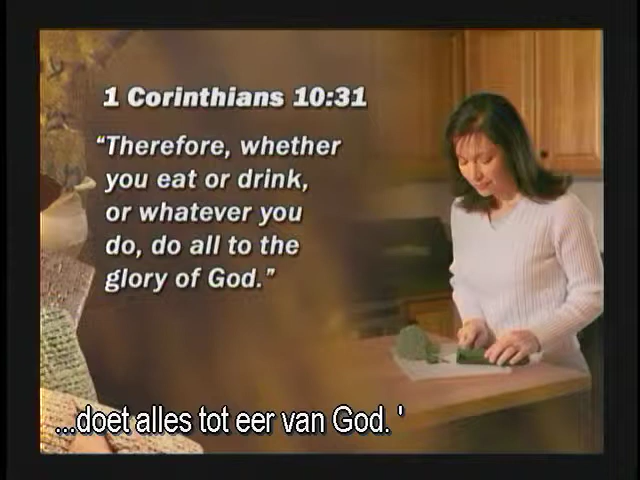 1 Corinthians 10:31
“Therefore, whether
you eat or drink,
or whatever you
do, do all to the
glory of God.”
...doet alles tot eer van God. '